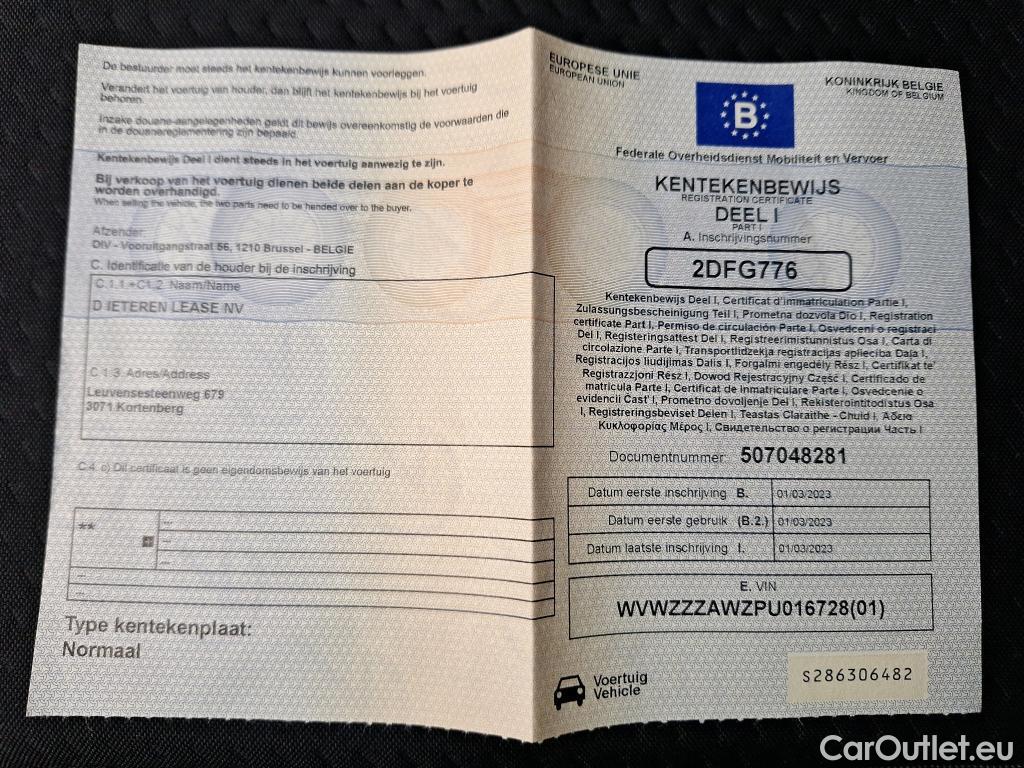 De bestuurder moet steeds het kentekenbewijs kunnen voorleggen.
Verandert het voertuig van houder, dan blijft het kentekenbewijs bij het voertuig
behoren.
Inzake douane-aangelegenheden geldt dit bewijs overeenkomstig de voorwaarden die
in de douanereglementering zijn bepaald.
Kentekenbewijs Deel I dient steeds in het voertuig aanwezig te zijn.
Bij verkoop van het voertuig dienen beide delen aan de koper te
worden overhandigd.
When selling the vehicle, the two parts need to be handed over to the buyer.
Afzender:
DIV - Vooruitgangstraat 56, 1210 Brussel - BELGIE
C. Identificatie van de houder bij de inschrijving
C.1.1.+C1.2. Naam/Name
D IETEREN LEASE NV
C.1.3. Adres/Address
Leuvensesteenweg 679
3071 Kortenberg
C.4. c) Dit certificaat is geen eigendomsbewijs van het voertuig
**
---
---
---
---
---
Type kentekenplaat:
Normaal
EUROPESE UNIE
EUROPEAN UNION
B
KONINKRIJK BELGIE
KINGDOM OF BELGIUM
Federale Overheidsdienst Mobiliteit en Vervoer
KENTEKENBEWIJS
REGISTRATION CERTIFICATE
DEEL I
PART I
A. Inschrijvingsnummer
2DFG776
Kentekenbewijs Deel I, Certificat d'immatriculation Partie I,
Zulassungsbescheinigung Teil I, Prometna dozvola Dio I, Registration
certificate Part I, Permiso de circulación Parte I, Osvedceni o registraci
Del I, Registeringsattest Del I, Registreerimistunnistus Osa I, Carta di
circolazione Parte I, Transportlidzekja registracijas aplieciba Daja I,
Registracijos liudijimas Dalis I, Forgalmi engedély Rész I, Certifikat te'
Registrazzjoni Rész I, Dowod Rejestracyjny Część I, Certificado de
matricula Parte I, Certificat de Inmatriculare Parte I, Osvedcenie o
evidencii Cast' I, Prometno dovoljenje Del I, Rekisterointitodistus Osa
I, Registreringsbeviset Delen I, Teastas Claraithe - Chuid I, Άδεια
Κυκλοφορίας Μέρος I, Свидетельство о регистрации Часть I
Documentnummer: 507048281
Datum eerste inschrijving B. 01/03/2023
Datum eerste gebruik (B.2.) 01/03/2023
Datum laatste inschrijving I. 01/03/2023
E. VIN
WVWZZZAWZPU016728(01)
Voertuig
Vehicle
S286306482
CarOutlet.eu